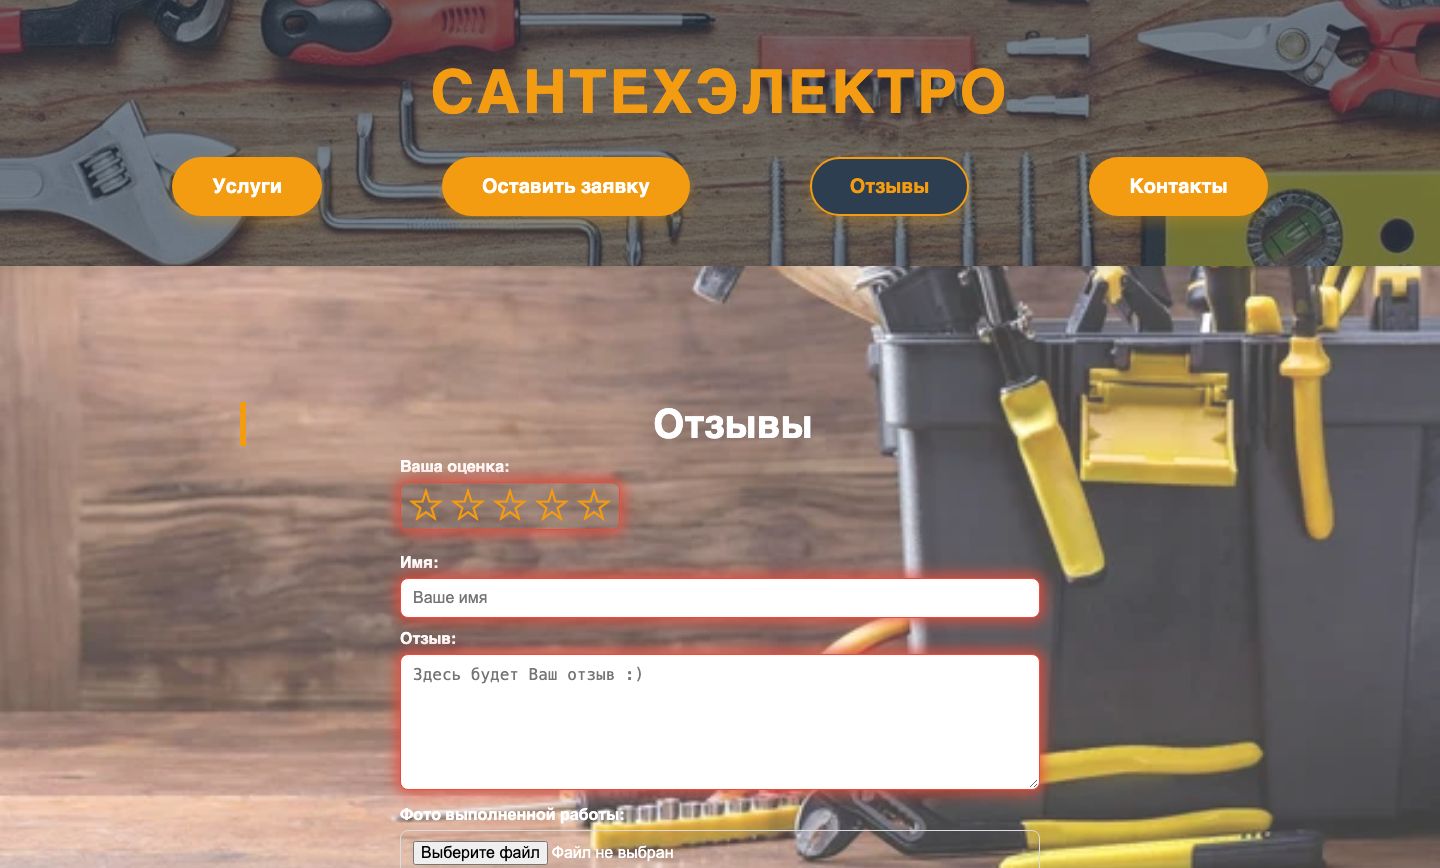 САНТЕХЭЛЕКТРО
Услуги Оставить заявку Отзывы Контакты
Отзывы
Ваша оценка:
Имя:
Ваше имя
Отзыв:
Здесь будет Ваш отзыв :)
Фото выполненной работы:
Выберите файл Файл не выбран